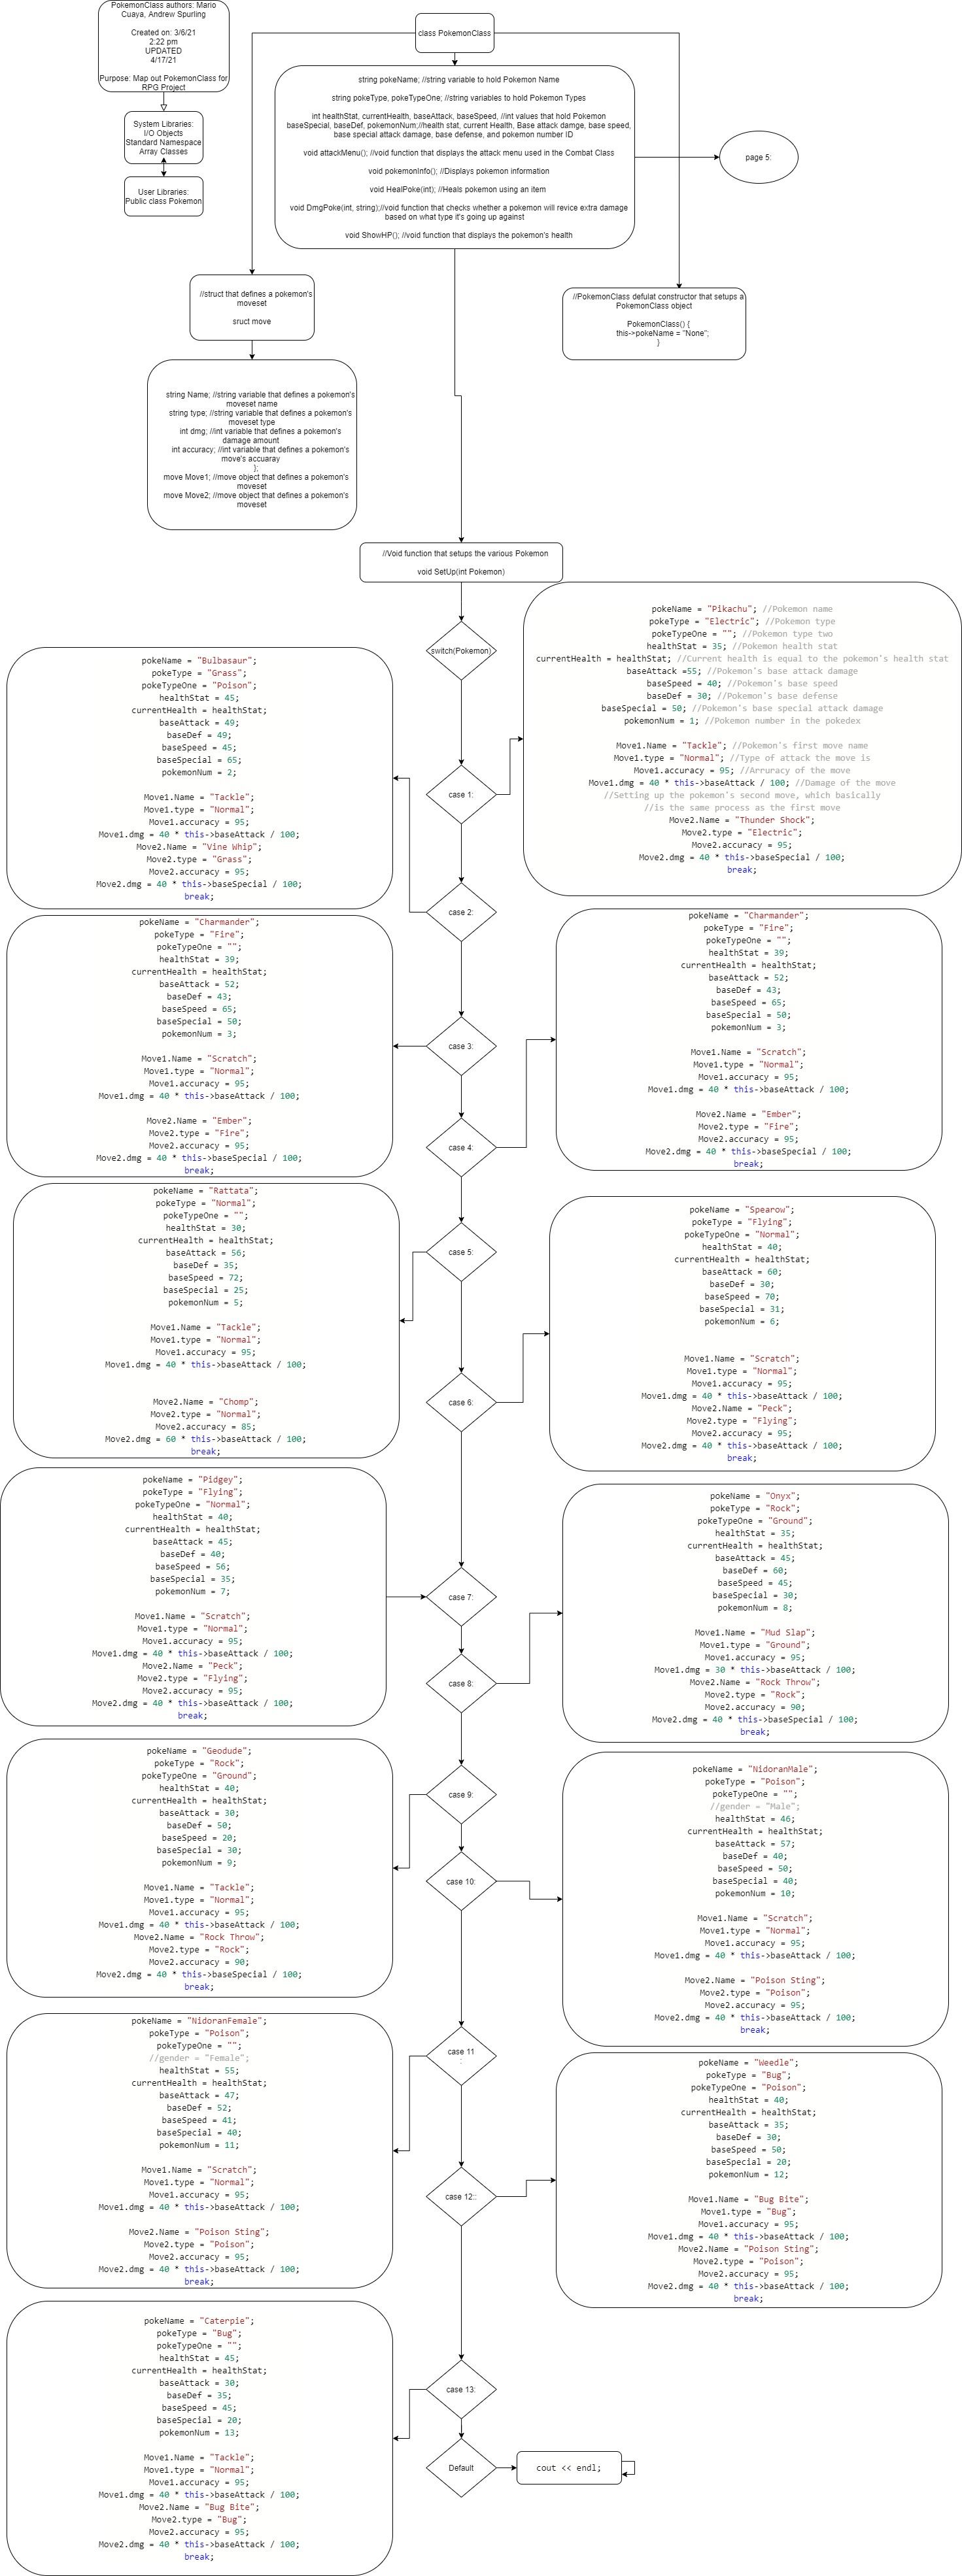 PokemonClass authors: Mario
Cuaya, Andrew Spurling
Created on: 3/6/21
2:22 pm
UPDATED
4/17/21
Purpose: Map out PokemonClass for
RPG Project
System Libraries:
I/O Objects
Standard Namespace
Array Classes
User Libraries:
Public class Pokemon
class PokemonClass
string pokeName; //string variable to hold Pokemon Name
string pokeType, pokeTypeOne; //string variables to hold Pokemon Types
int healthStat, currentHealth, baseAttack, baseSpeed, //int values that hold Pokemon
baseSpecial, baseDef, pokemonNum;//health stat, current Health, Base attack damge, base speed,
base special attack damage, base defense, and pokemon number ID
void attackMenu(); //void function that displays the attack menu used in the Combat Class
void pokemonInfo(); //Displays pokemon information
void HealPoke(int); //Heals pokemon using an item
void DmgPoke(int, string);//void function that checks whether a pokemon will revice extra damage
based on what type it's going up against
void ShowHP(); //void function that displays the pokemon's health
page 5:
//struct that defines a pokemon's
moveset
sruct move
//PokemonClass defulat constructor that setups a
PokemonClass object
PokemonClass() {
this->pokeName = "None";
}
string Name; //string variable that defines a pokemon's
moveset name
string type; //string variable that defines a pokemon's
moveset type
int dmg; //int variable that defines a pokemon's
damage amount
int accuracy; //int variable that defines a pokemon's
move's accuaray
};
move Move1; //move object that defines a pokemon's
moveset
move Move2; //move object that defines a pokemon's
moveset
//Void function that setups the various Pokemon
void SetUp(int Pokemon)
switch(Pokemon)
pokeName = "Pikachu"; //Pokemon name
pokeType = "Electric"; //Pokemon type
pokeTypeOne = ""; //Pokemon type two
healthStat = 35; //Pokemon health stat
currentHealth = healthStat; //Current health is equal to the pokemon's health stat
baseAttack =55; //Pokemon's base attack damage
baseSpeed = 40; //Pokemon's base speed
baseDef = 30; //Pokemon's base defense
baseSpecial = 50; //Pokemon's base special attack damage
pokemonNum = 1; //Pokemon number in the pokedex
Move1.Name = "Tackle"; //Pokemon's first move name
Move1.type = "Normal"; //Type of attack the move is
Move1.accuracy = 95; //Arruracy of the move
Move1.dmg = 40 * this->baseAttack / 100; //Damage of the move
//Setting up the pokemon's second move, which basically
//is the same process as the first move
Move2.Name = "Thunder Shock";
Move2.type = "Electric";
Move2.accuracy = 95;
Move2.dmg = 40 * this->baseSpecial / 100;
break;
case 1:
pokeName = "Bulbasaur";
pokeType = "Grass";
pokeTypeOne = "Poison";
healthStat = 45;
currentHealth = healthStat;
baseAttack = 49;
baseDef = 49;
baseSpeed = 45;
baseSpecial = 65;
pokemonNum = 2;
Move1.Name = "Tackle";
Move1.type = "Normal";
Move1.accuracy = 95;
Move1.dmg = 40 * this->baseAttack / 100;
Move2.Name = "Vine Whip";
Move2.type = "Grass";
Move2.accuracy = 95;
Move2.dmg = 40 * this->baseSpecial / 100;
break;
case 2:
pokeName = "Charmander";
pokeType = "Fire";
pokeTypeOne = "";
healthStat = 39;
currentHealth = healthStat;
baseAttack = 52;
baseDef = 43;
baseSpeed = 65;
baseSpecial = 50;
pokemonNum = 3;
Move1.Name = "Scratch";
Move1.type = "Normal";
Move1.accuracy = 95;
Move1.dmg = 40 * this->baseAttack / 100;
Move2.Name = "Ember";
Move2.type = "Fire";
Move2.accuracy = 95;
Move2.dmg = 40 * this->baseSpecial / 100;
break;
case 3:
pokeName = "Charmander";
pokeType = "Fire";
pokeTypeOne = "";
healthStat = 39;
currentHealth = healthStat;
baseAttack = 52;
baseDef = 43;
baseSpeed = 65;
baseSpecial = 50;
pokemonNum = 3;
Move1.Name = "Scratch";
Move1.type = "Normal";
Move1.accuracy = 95;
Move1.dmg = 40 * this->baseAttack / 100;
Move2.Name = "Ember";
Move2.type = "Fire";
Move2.accuracy = 95;
Move2.dmg = 40 * this->baseSpecial / 100;
break;
case 4:
pokeName = "Rattata";
pokeType = "Normal";
pokeTypeOne = "";
healthStat = 30;
currentHealth = healthStat;
baseAttack = 56;
baseDef = 35;
baseSpeed = 72;
baseSpecial = 25;
pokemonNum = 5;
Move1.Name = "Tackle";
Move1.type = "Normal";
Move1.accuracy = 95;
Move1.dmg = 40 * this->baseAttack / 100;
Move2.Name = "Chomp";
Move2.type = "Normal";
Move2.accuracy = 85;
Move2.dmg = 60 * this->baseAttack / 100;
break;
case 5:
pokeName = "Spearow";
pokeType = "Flying";
pokeTypeOne = "Normal";
healthStat = 40;
currentHealth = healthStat;
baseAttack = 60;
baseDef = 30;
baseSpeed = 70;
baseSpecial = 31;
pokemonNum = 6;
Move1.Name = "Scratch";
Move1.type = "Normal";
Move1.accuracy = 95;
Move1.dmg = 40 * this->baseAttack / 100;
Move2.Name = "Peck";
Move2.type = "Flying";
Move2.accuracy = 95;
Move2.dmg = 40 * this->baseAttack / 100;
break;
case 6:
pokeName = "Pidgey";
pokeType = "Flying";
pokeTypeOne = "Normal";
healthStat = 40;
currentHealth = healthStat;
baseAttack = 45;
baseDef = 40;
baseSpeed = 56;
baseSpecial = 35;
pokemonNum = 7;
Move1.Name = "Scratch";
Move1.type = "Normal";
Move1.accuracy = 95;
Move1.dmg = 40 * this->baseAttack / 100;
Move2.Name = "Peck";
Move2.type = "Flying";
Move2.accuracy = 95;
Move2.dmg = 40 * this->baseAttack / 100;
break;
case 7:
pokeName = "Onyx";
pokeType = "Rock";
pokeTypeOne = "Ground";
healthStat = 35;
currentHealth = healthStat;
baseAttack = 45;
baseDef = 60;
baseSpeed = 45;
baseSpecial = 30;
pokemonNum = 8;
Move1.Name = "Mud Slap";
Move1.type = "Ground";
Move1.accuracy = 95;
Move1.dmg = 30 * this->baseAttack / 100;
Move2.Name = "Rock Throw";
Move2.type = "Rock";
Move2.accuracy = 90;
Move2.dmg = 40 * this->baseSpecial / 100;
break;
case 8:
pokeName = "Geodude";
pokeType = "Rock";
pokeTypeOne = "Ground";
healthStat = 40;
currentHealth = healthStat;
baseAttack = 30;
baseDef = 50;
baseSpeed = 20;
baseSpecial = 30;
pokemonNum = 9;
Move1.Name = "Tackle";
Move1.type = "Normal";
Move1.accuracy = 95;
Move1.dmg = 40 * this->baseAttack / 100;
Move2.Name = "Rock Throw";
Move2.type = "Rock";
Move2.accuracy = 90;
Move2.dmg = 40 * this->baseSpecial / 100;
break;
case 9:
pokeName = "NidoranMale";
pokeType = "Poison";
pokeTypeOne = "";
//gender = "Male";
healthStat = 46;
currentHealth = healthStat;
baseAttack = 57;
baseDef = 40;
baseSpeed = 50;
baseSpecial = 40;
pokemonNum = 10;
Move1.Name = "Scratch";
Move1.type = "Normal";
Move1.accuracy = 95;
Move1.dmg = 40 * this->baseAttack / 100;
Move2.Name = "Poison Sting";
Move2.type = "Poison";
Move2.accuracy = 95;
Move2.dmg = 40 * this->baseAttack / 100;
break;
case 10:
pokeName = "NidoranFemale";
pokeType = "Poison";
pokeTypeOne = "";
//gender = "Female";
healthStat = 55;
currentHealth = healthStat;
baseAttack = 47;
baseDef = 52;
baseSpeed = 41;
baseSpecial = 40;
pokemonNum = 11;
Move1.Name = "Scratch";
Move1.type = "Normal";
Move1.accuracy = 95;
Move1.dmg = 40 * this->baseAttack / 100;
Move2.Name = "Poison Sting";
Move2.type = "Poison";
Move2.accuracy = 95;
Move2.dmg = 40 * this->baseAttack / 100;
break;
case 11
:
pokeName = "Weedle";
pokeType = "Bug";
pokeTypeOne = "Poison";
healthStat = 40;
currentHealth = healthStat;
baseAttack = 35;
baseDef = 30;
baseSpeed = 50;
baseSpecial = 20;
pokemonNum = 12;
Move1.Name = "Bug Bite";
Move1.type = "Bug";
Move1.accuracy = 95;
Move1.dmg = 40 * this->baseAttack / 100;
Move2.Name = "Poison Sting";
Move2.type = "Poison";
Move2.accuracy = 95;
Move2.dmg = 40 * this->baseAttack / 100;
break;
case 12::
pokeName = "Caterpie";
pokeType = "Bug";
pokeTypeOne = "";
healthStat = 45;
currentHealth = healthStat;
baseAttack = 30;
baseDef = 35;
baseSpeed = 45;
baseSpecial = 20;
pokemonNum = 13;
Move1.Name = "Tackle";
Move1.type = "Normal";
Move1.accuracy = 95;
Move1.dmg = 40 * this->baseAttack / 100;
Move2.Name = "Bug Bite";
Move2.type = "Bug";
Move2.accuracy = 95;
Move2.dmg = 40 * this->baseAttack / 100;
break;
case 13:
Default
cout << endl;